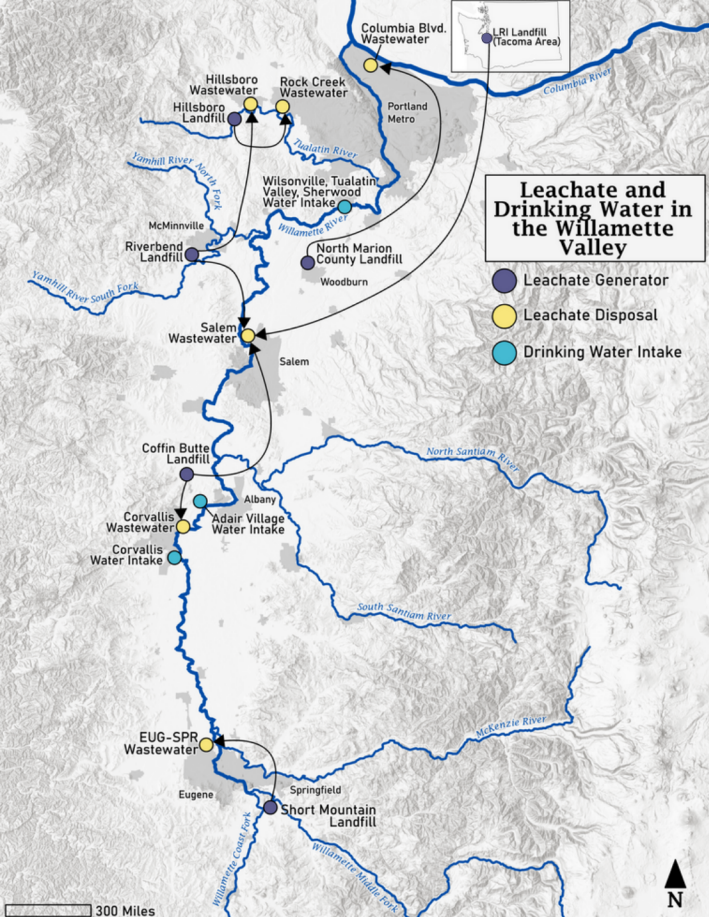 Columbia Blvd.
Wastewater
LRI Landfill
(Tacoma Area)
Columbia River
Hillsboro
Wastewater
Rock Creek
Wastewater
Hillsboro
Landfill
Portland
Metro
Tualatin River
Yamhill River North Fork
Wilsonville, Tualatin
Valley, Sherwood
Water Intake
Willamette River
McMinnville
Riverbend
Landfill
North Marion
County Landfill
Woodburn
Yamhill River South Fork
Leachate and
Drinking Water in
the Willamette
Valley
Leachate Generator
Leachate Disposal
Drinking Water Intake
Salem
Wastewater
Salem
Coffin Butte
Landfill
North Santiam River
Albany
Corvallis
Wastewater
Adair Village
Water Intake
Corvallis
Water Intake
South Santiam River
McKenzie River
EUG-SPR
Wastewater
Eugene
Springfield
Short Mountain
Landfill
Willamette Coast Fork
Willamette Middle Fork
N
300 Miles